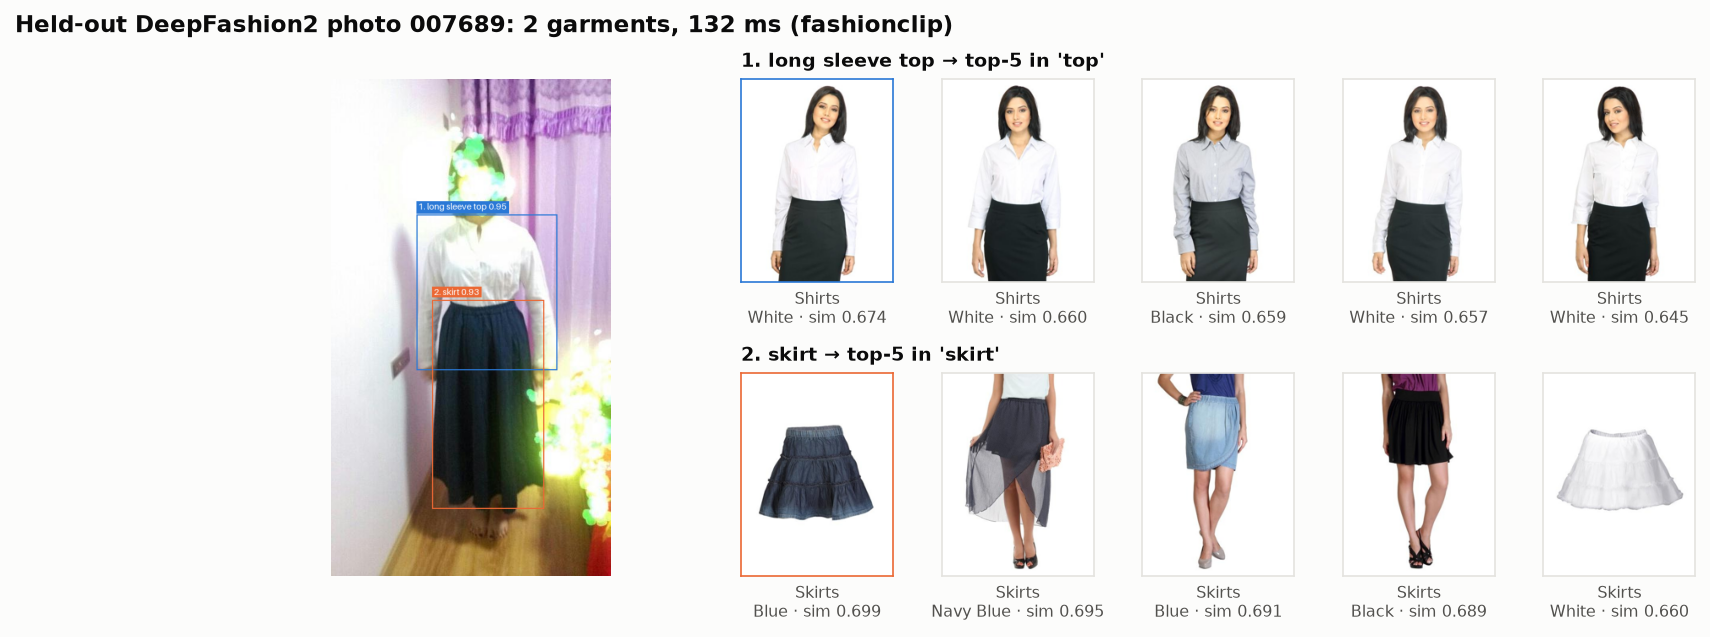 Held-out DeepFashion2 photo 007689: 2 garments, 132 ms (fashionclip)
1. long sleeve top → top-5 in 'top'
1. long sleeve top 0.95
2. skirt 0.93
Shirts
White · sim 0.674
Shirts
White · sim 0.660
Shirts
Black · sim 0.659
Shirts
White · sim 0.657
Shirts
White · sim 0.645
2. skirt → top-5 in 'skirt'
Skirts
Blue · sim 0.699
Skirts
Navy Blue · sim 0.695
Skirts
Blue · sim 0.691
Skirts
Black · sim 0.689
Skirts
White · sim 0.660